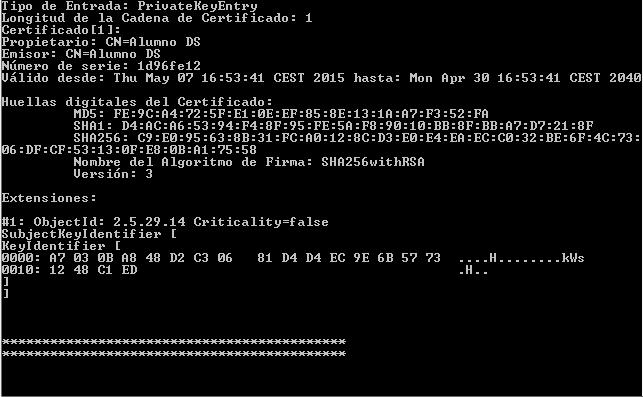 Tipo de Entrada: PrivateKeyEntry
Longitud de la Cadena de Certificado: 1
Certificado[1]:
Propietario: CN=Alumno DS
Emisor: CN=Alumno DS
Número de serie: 1d96fe12
Válido desde: Thu May 07 16:53:41 CEST 2015 hasta: Mon Apr 30 16:53:41 CEST 2040
Huellas digitales del Certificado:
MD5: FE:9C:A4:72:5F:E1:0E:EF:85:8E:13:1A:A7:F3:52:FA
SHA1: D4:AC:A6:53:94:F4:8F:95:FE:5A:F8:90:10:BB:8F:BB:A7:D7:21:8F
SHA256: C9:E0:95:63:8B:31:FC:A0:12:8C:D3:E0:E4:EA:EC:C0:32:BE:6F:4C:73:
06:DF:CF:53:13:0F:E8:0B:A1:75:58
Nombre del Algoritmo de Firma: SHA256withRSA
Versión: 3
Extensiones:
#1: ObjectId: 2.5.29.14 Criticality=false
SubjectKeyIdentifier [
KeyIdentifier [
0000: A7 03 0B A8 48 D2 C3 06 81 D4 D4 EC 9E 6B 57 73 ....H........kWs
0010: 12 48 C1 ED .H..
]
]
*******************************************
*******************************************